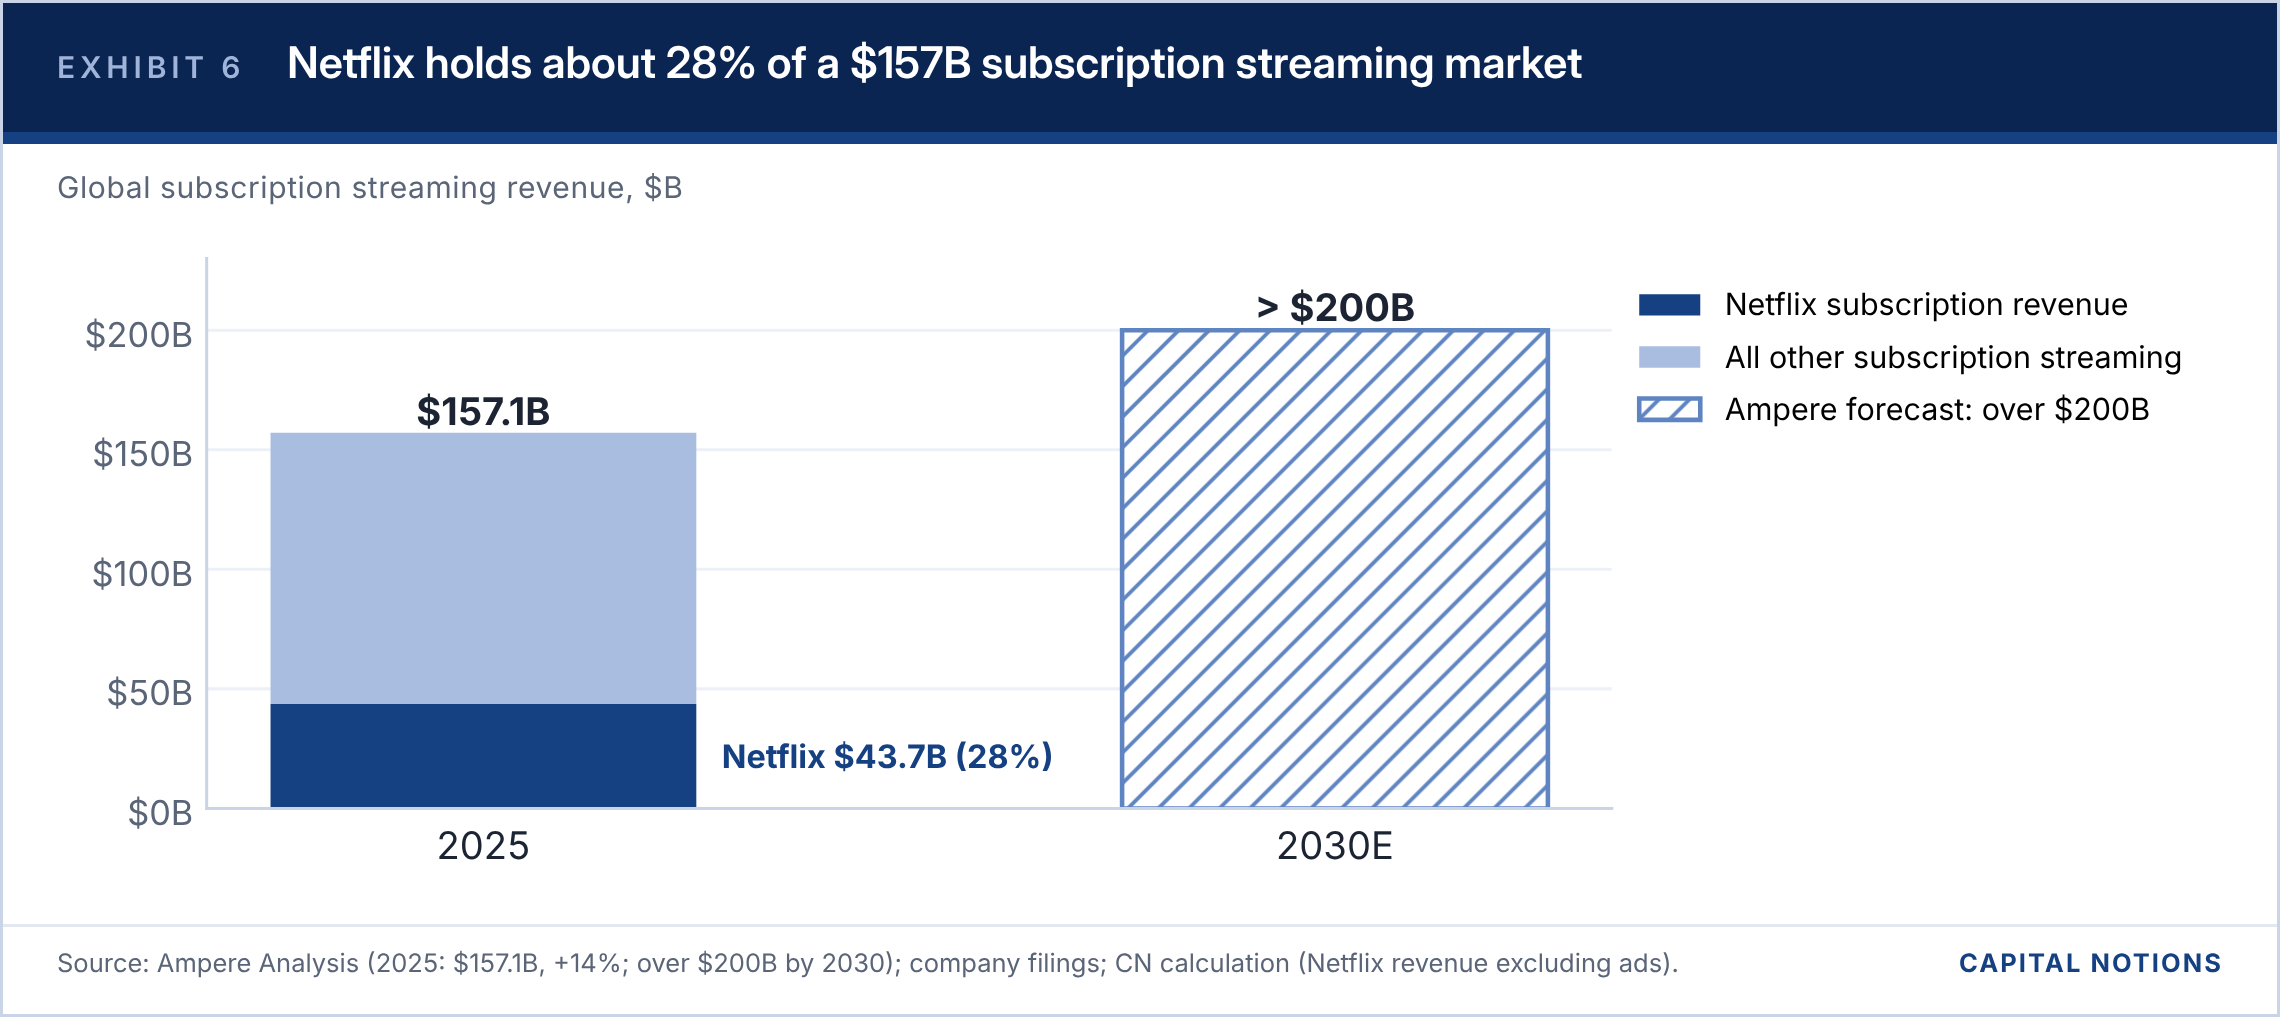 EXHIBIT 6 Netflix holds about 28% of a $157B subscription streaming market
Global subscription streaming revenue, $B
> $200B
Netflix subscription revenue
$200B
All other subscription streaming
$157.1B
Ampere forecast: over $200B
$150B
$100B
$50B
Netflix $43.7B (28%)
$0B
2025 2030E
Source: Ampere Analysis (2025: $157.1B, +14%; over $200B by 2030); company filings; CN calculation (Netflix revenue excluding ads). CAPITAL NOTIONS